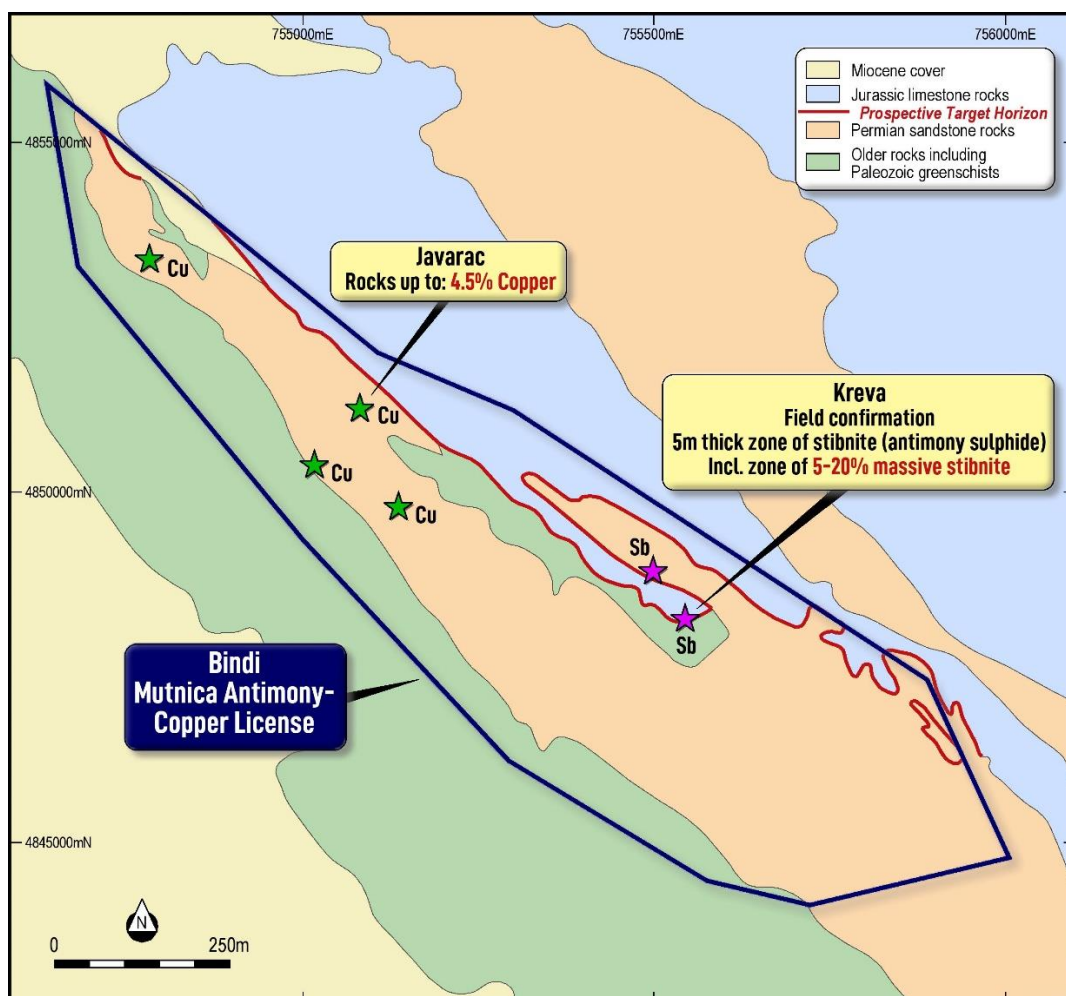 755000mE
755500mE
756000mE
Miocene cover
Jurassic limestone rocks
Prospective Target Horizon
Permian sandstone rocks
Older rocks including
Paleozoic greenschists
4855000mN
Cu
Javarac
Rocks up to: 4.5% Copper
Cu
Cu
Cu
Kreva
Field confirmation
5m thick zone of stibnite (antimony sulphide)
Incl. zone of 5-20% massive stibnite
4850000mN
Sb
Sb
Bindi
Mutnica Antimony-
Copper License
4845000mN
N
0
250m